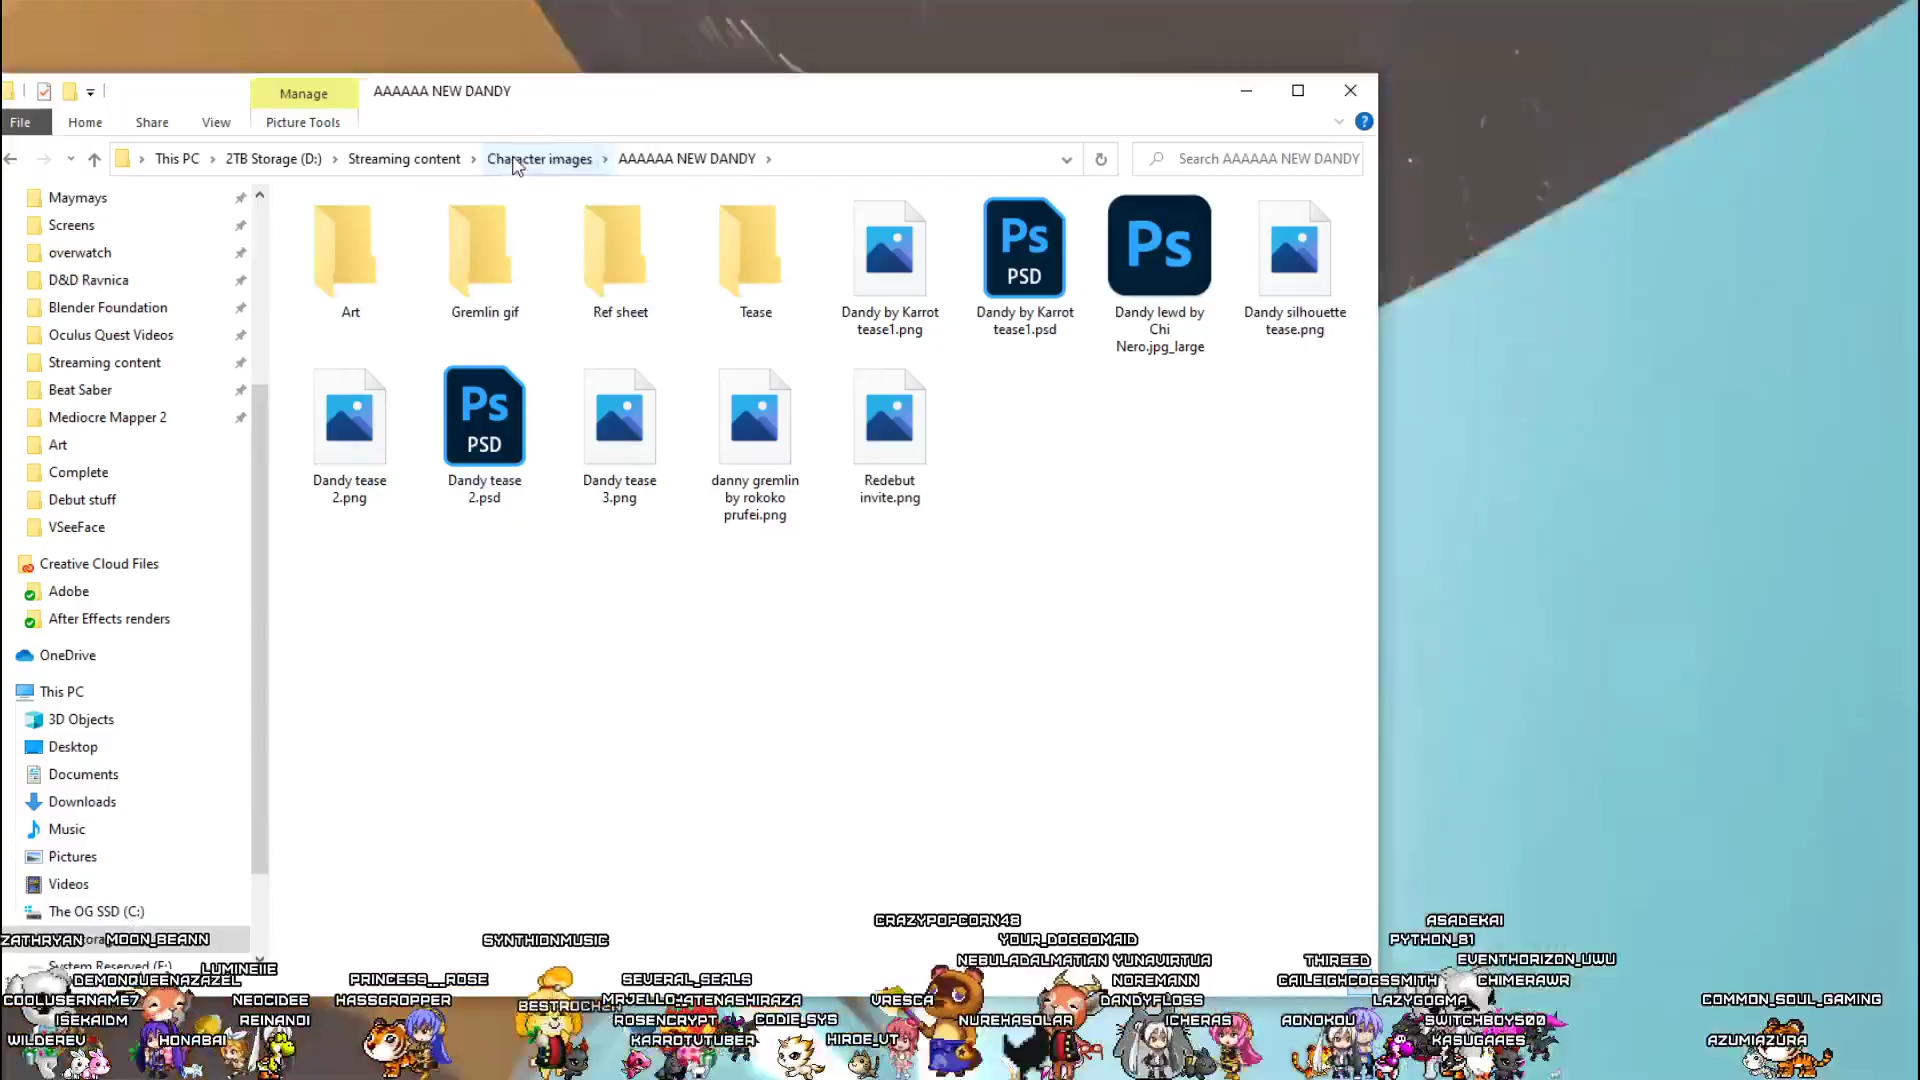 Manage
AAAAAA NEW DANDY
File
Home
Share
View
Picture Tools
This PC
2TB Storage (D:)
Streaming content
Character images
AAAAAA NEW DANDY
Search AAAAAA NEW DANDY
Maymays
Screens
overwatch
D&D Ravnica
Blender Foundation
Oculus Quest Videos
Streaming content
Beat Saber
Mediocre Mapper 2
Art
Complete
Debut stuff
VSeeFace
Creative Cloud Files
Adobe
After Effects renders
OneDrive
This PC
3D Objects
Desktop
Documents
Downloads
Music
Pictures
Videos
The OG SSD (C:)
System Reserved (F:)
Art
Gremlin gif
Ref sheet
Tease
Dandy by Karrot
tease1.png
Ps
PSD
Dandy by Karrot
tease1.psd
Ps
Dandy lewd by
Chi
Nero.jpg_large
Dandy silhouette
tease.png
Dandy tease
2.png
Ps
PSD
Dandy tease
2.psd
Dandy tease
3.png
danny gremlin
by rokoko
prufei.png
Redebut
invite.png
CRAZYPOPCORN48
ASADEKAI
ZATHRYAN
MOON_BEANN
SYNTHIONMUSIC
YOUR_DOGGOMAID
PYTHON_81
NEBULADALMATIAN
YUNAVIRTUA
THIREED
EVENTHORIZON_UWU
LUMINEIIE
DEMONQUEENAZAZEL
PRINCESS__ROSE
SEVERAL_SEALS
NOREMANN
CAILEIGHCOGSSMITH
CHIMERAWR
COOLUSERNAME7
NEOCIDEE
HASSGROPPER
VRESCA
DANDYFLOSS
LAZYGOGMA
COMMON_SOUL_GAMING
ISEKAIDM
REINANOI
ROSENCRYPT
CODIE_SYS
NUREHASOLAR
ICHERAS
AONOKOU
SWITCHBOY500
WILDEREV
HONABAI
KARROTVTUBER
HIROE_VT
KASUGAAES
AZUMIAZURA